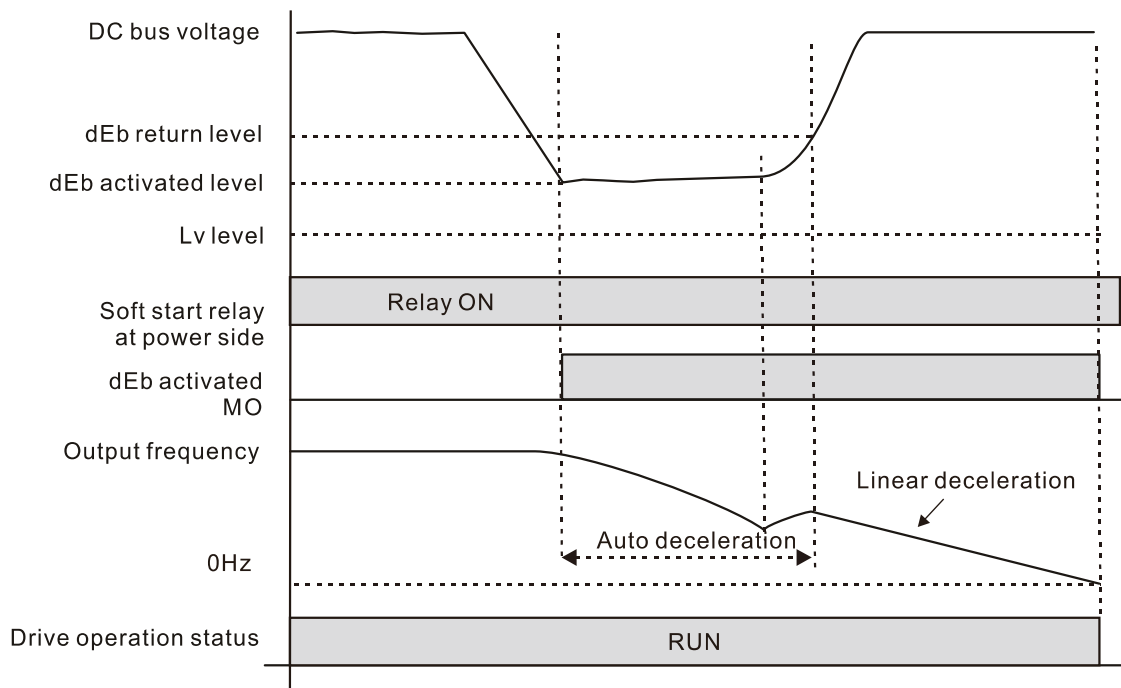 DC bus voltage
dEb return level
dEb activated level
Lv level
Relay ON
Soft start relay
at power side
dEb activated
MO
Output frequency
Linear deceleration
Auto deceleration
0Hz
Drive operation status
RUN